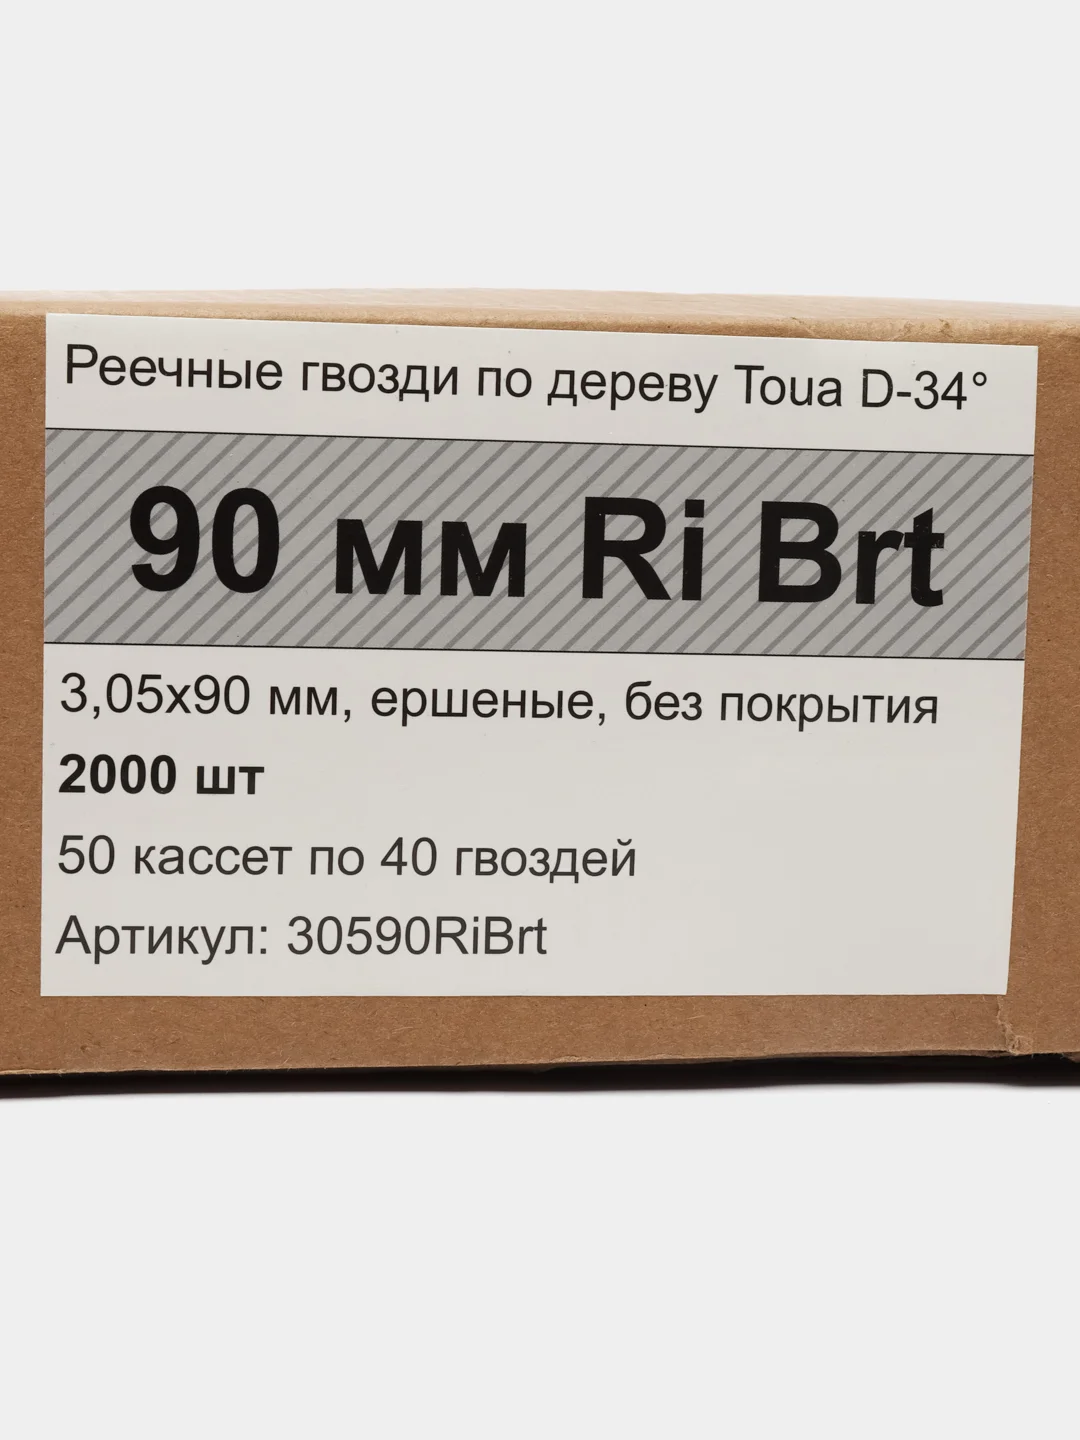 Реечные гвозди по дереву Toua D-34°
90 мм Ri Brt
3,05x90 мм, ершеные, без покрытия
2000 шт
50 кассет по 40 гвоздей
Артикул: 30590RiBrt